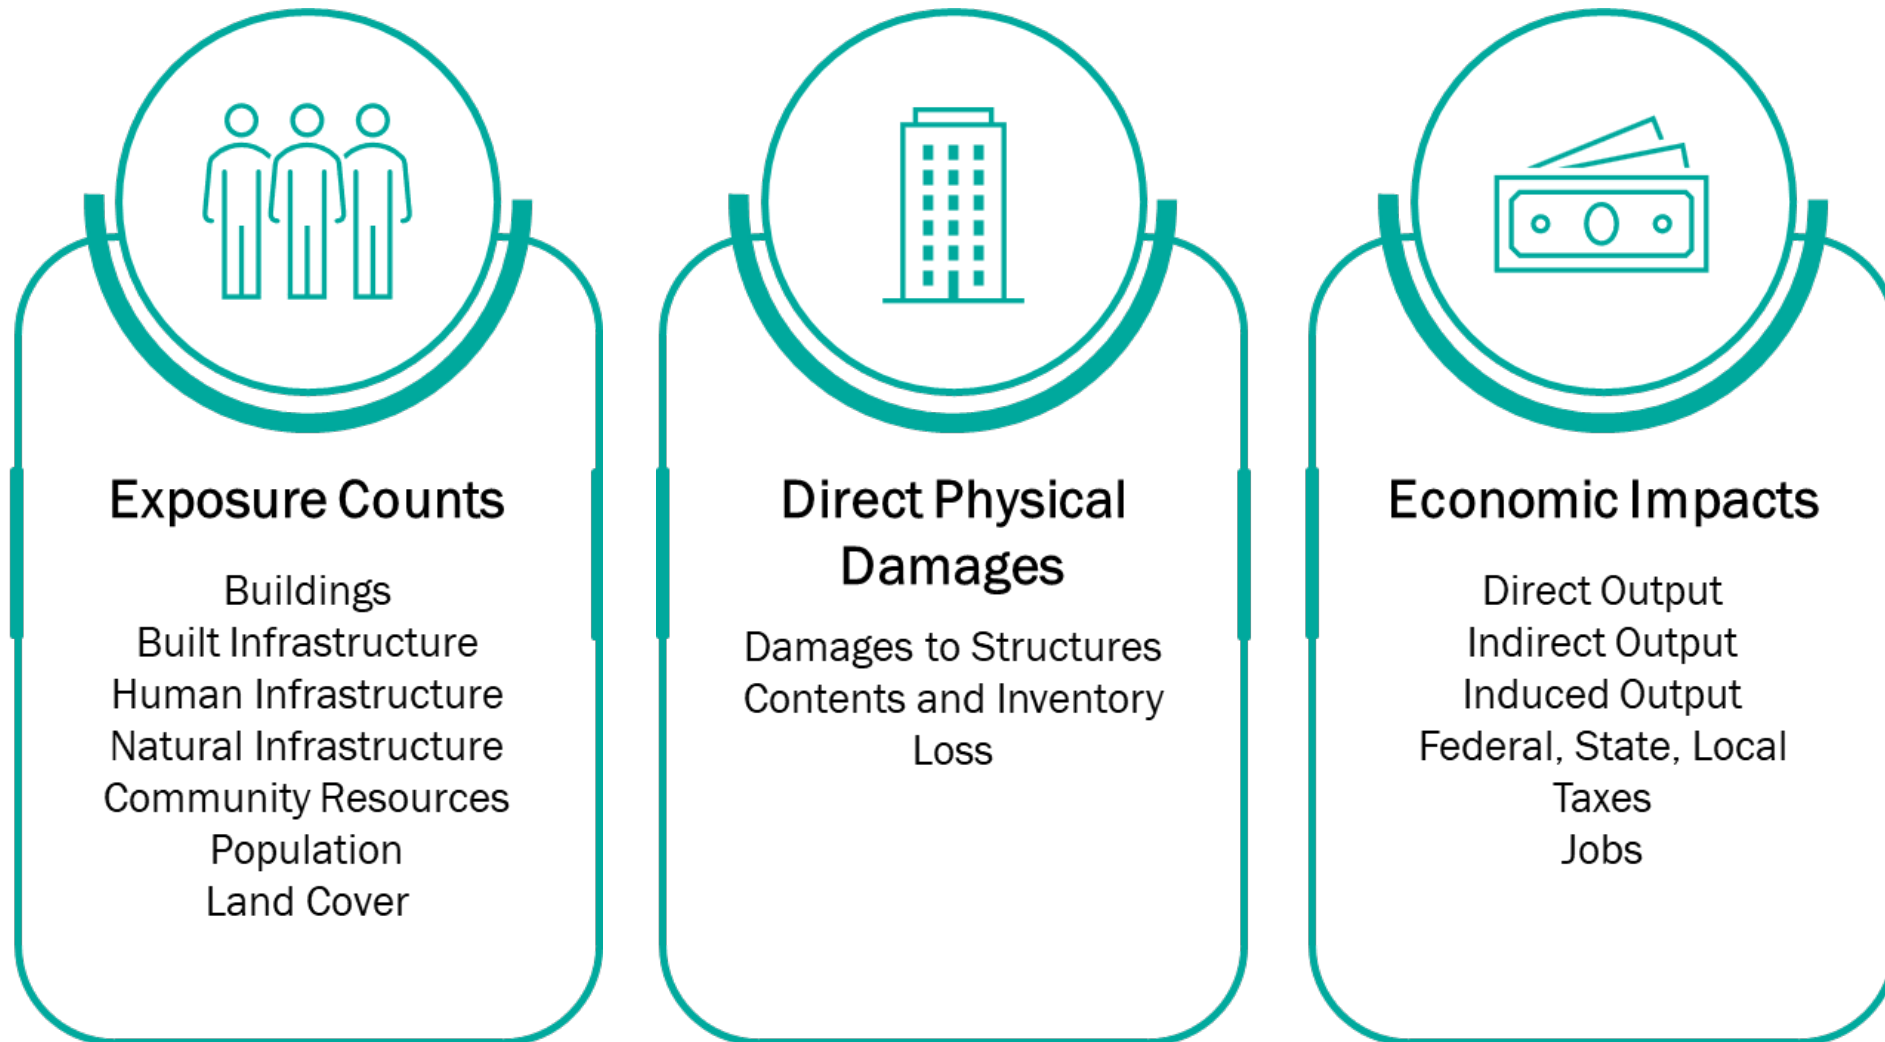 Exposure Counts
Buildings
Built Infrastructure
Human Infrastructure
Natural Infrastructure
Community Resources
Population
Land Cover
Direct Physical
Damages
Damages to Structures
Contents and Inventory
Loss
Economic Impacts
Direct Output
Indirect Output
Induced Output
Federal, State, Local
Taxes
Jobs